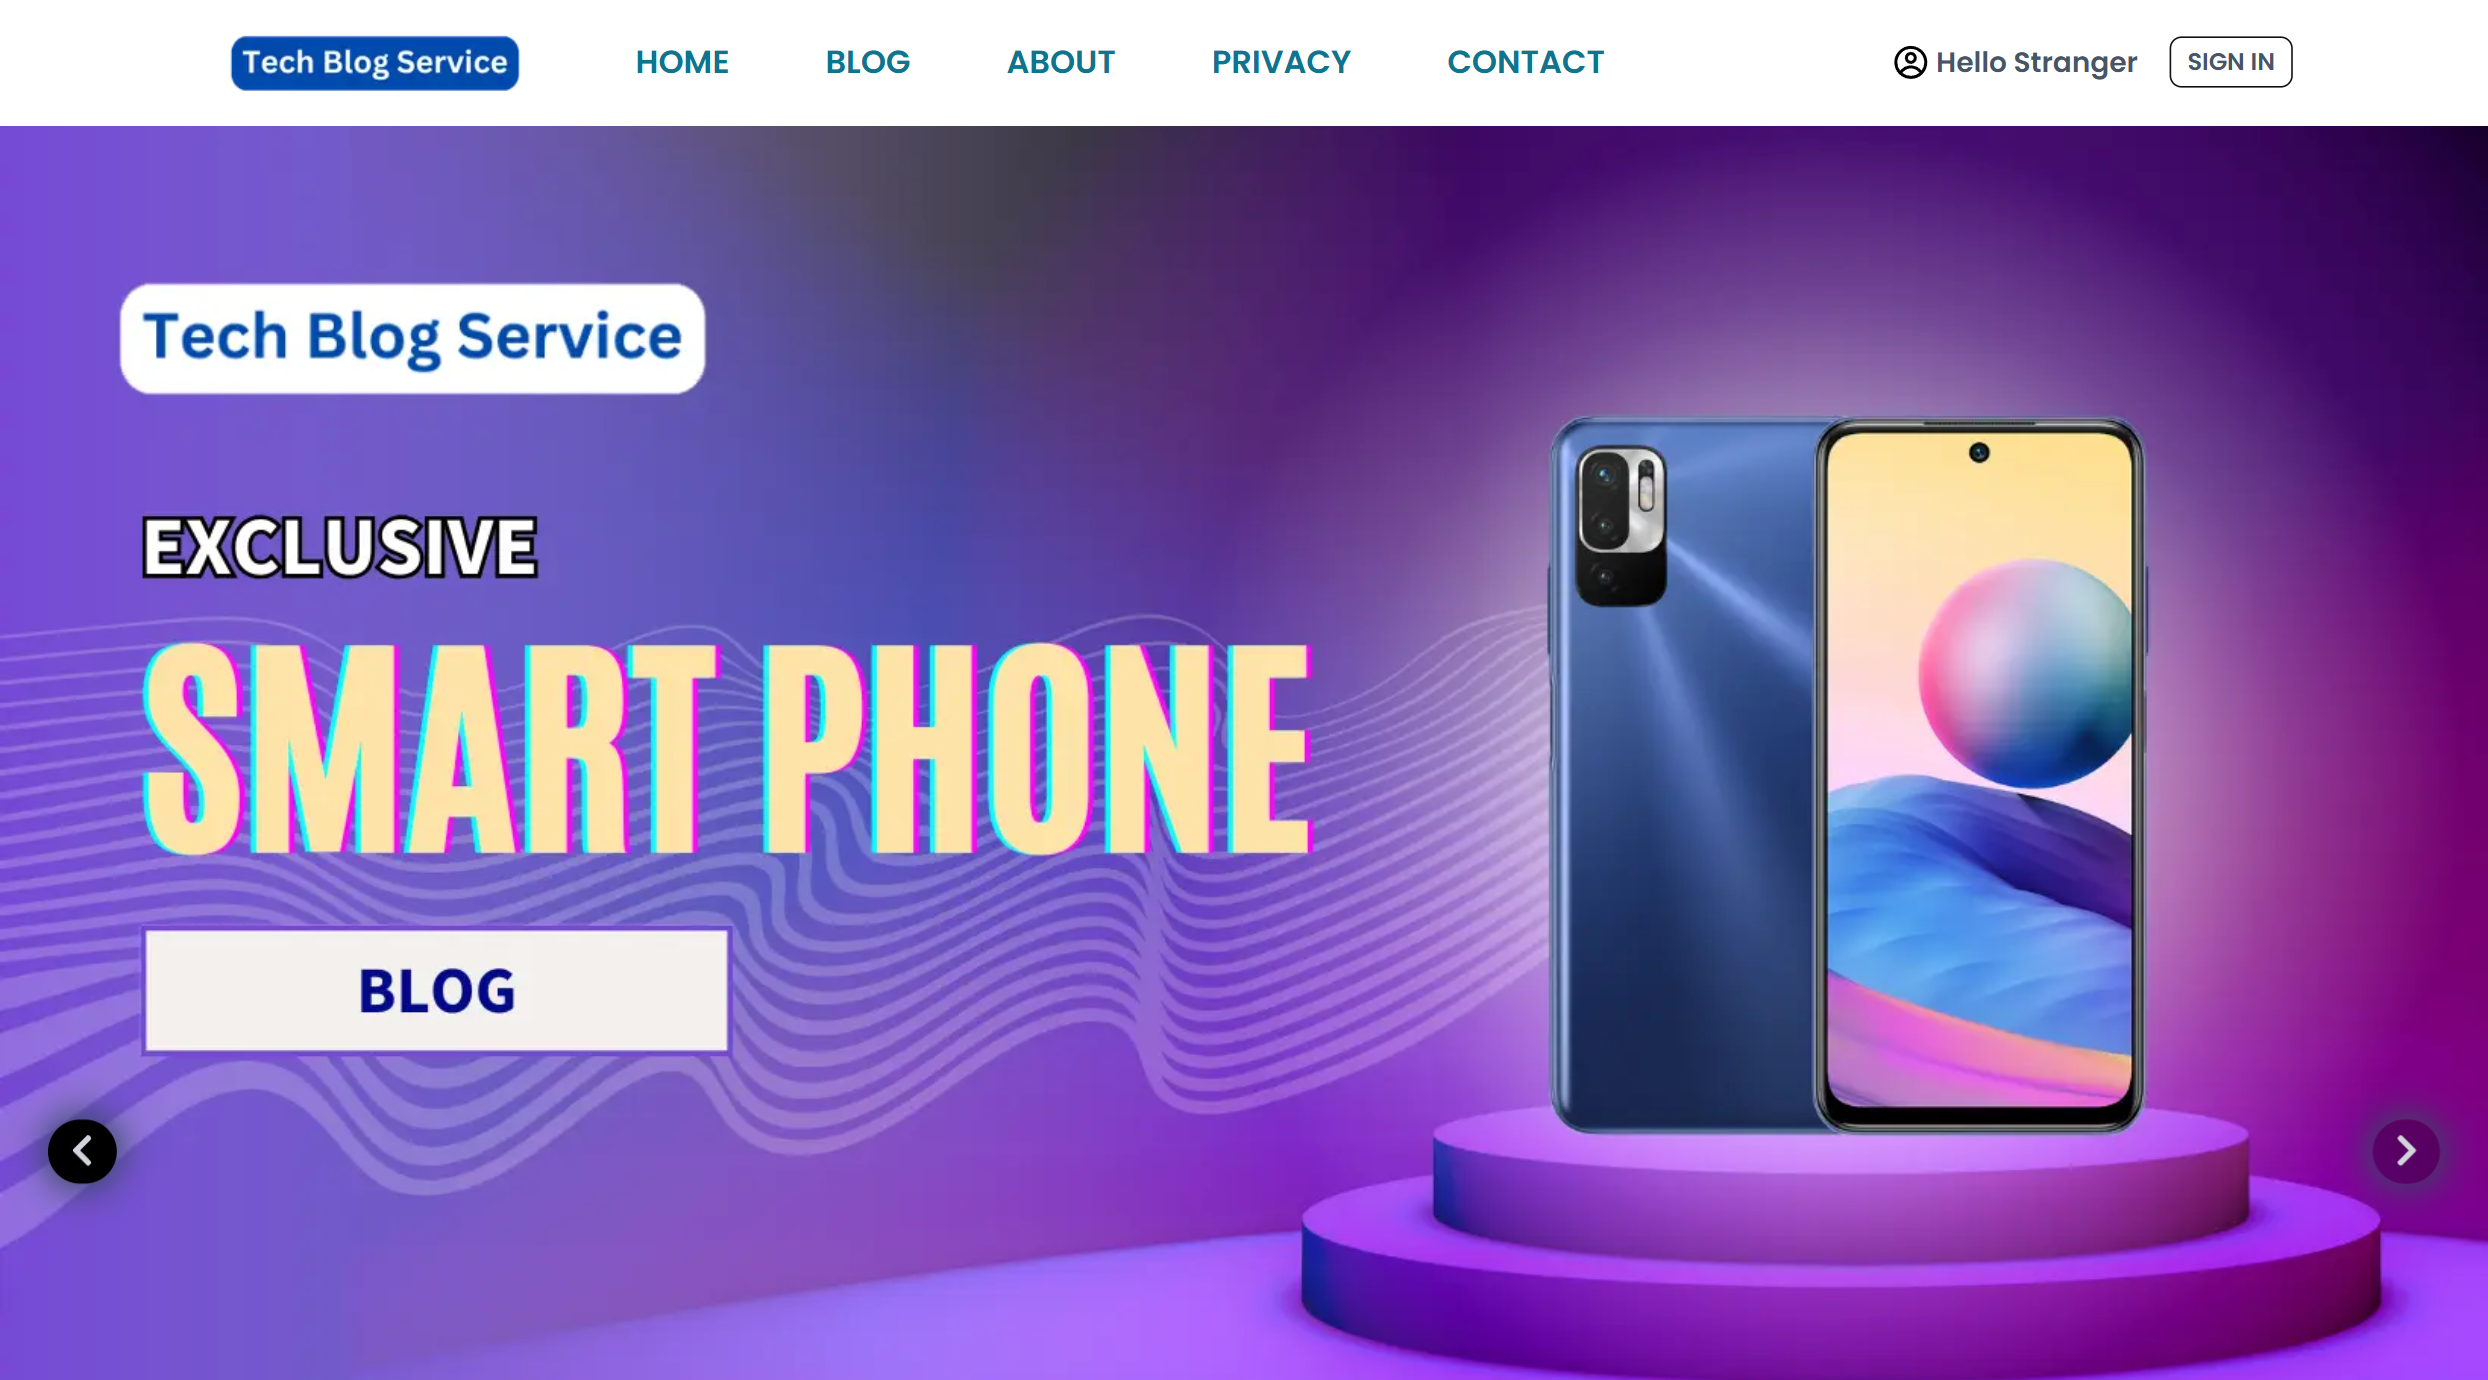 Tech Blog Service
HOME
BLOG
ABOUT
PRIVACY
CONTACT
Hello Stranger
SIGN IN
Tech Blog Service
EXCLUSIVE
SMART PHONE
BLOG